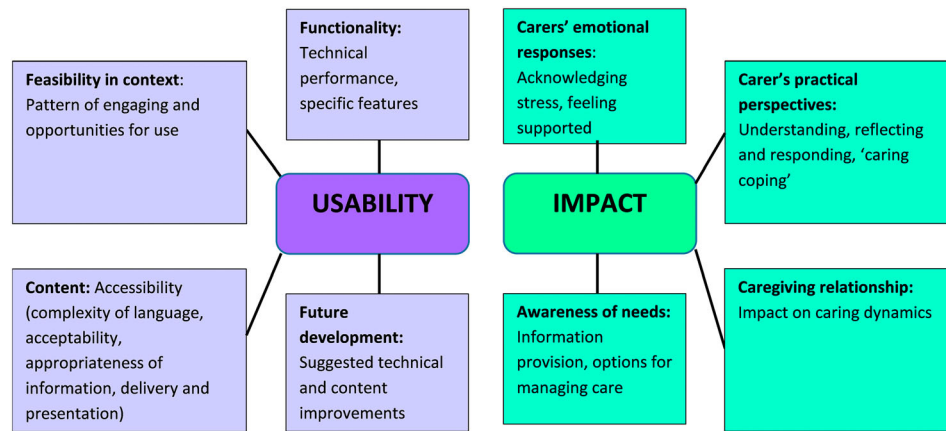 Feasibility in context:
Pattern of engaging and
opportunities for use
Functionality:
Technical
performance,
specific features
Carers’ emotional
responses:
Acknowledging
stress, feeling
supported
Carer’s practical
perspectives:
Understanding, reflecting
and responding, ‘caring
coping’
USABILITY
IMPACT
Content: Accessibility
(complexity of language,
acceptability,
appropriateness of
information, delivery and
presentation)
Future
development:
Suggested technical
and content
improvements
Awareness of needs:
Information
provision, options for
managing care
Caregiving relationship:
Impact on caring dynamics